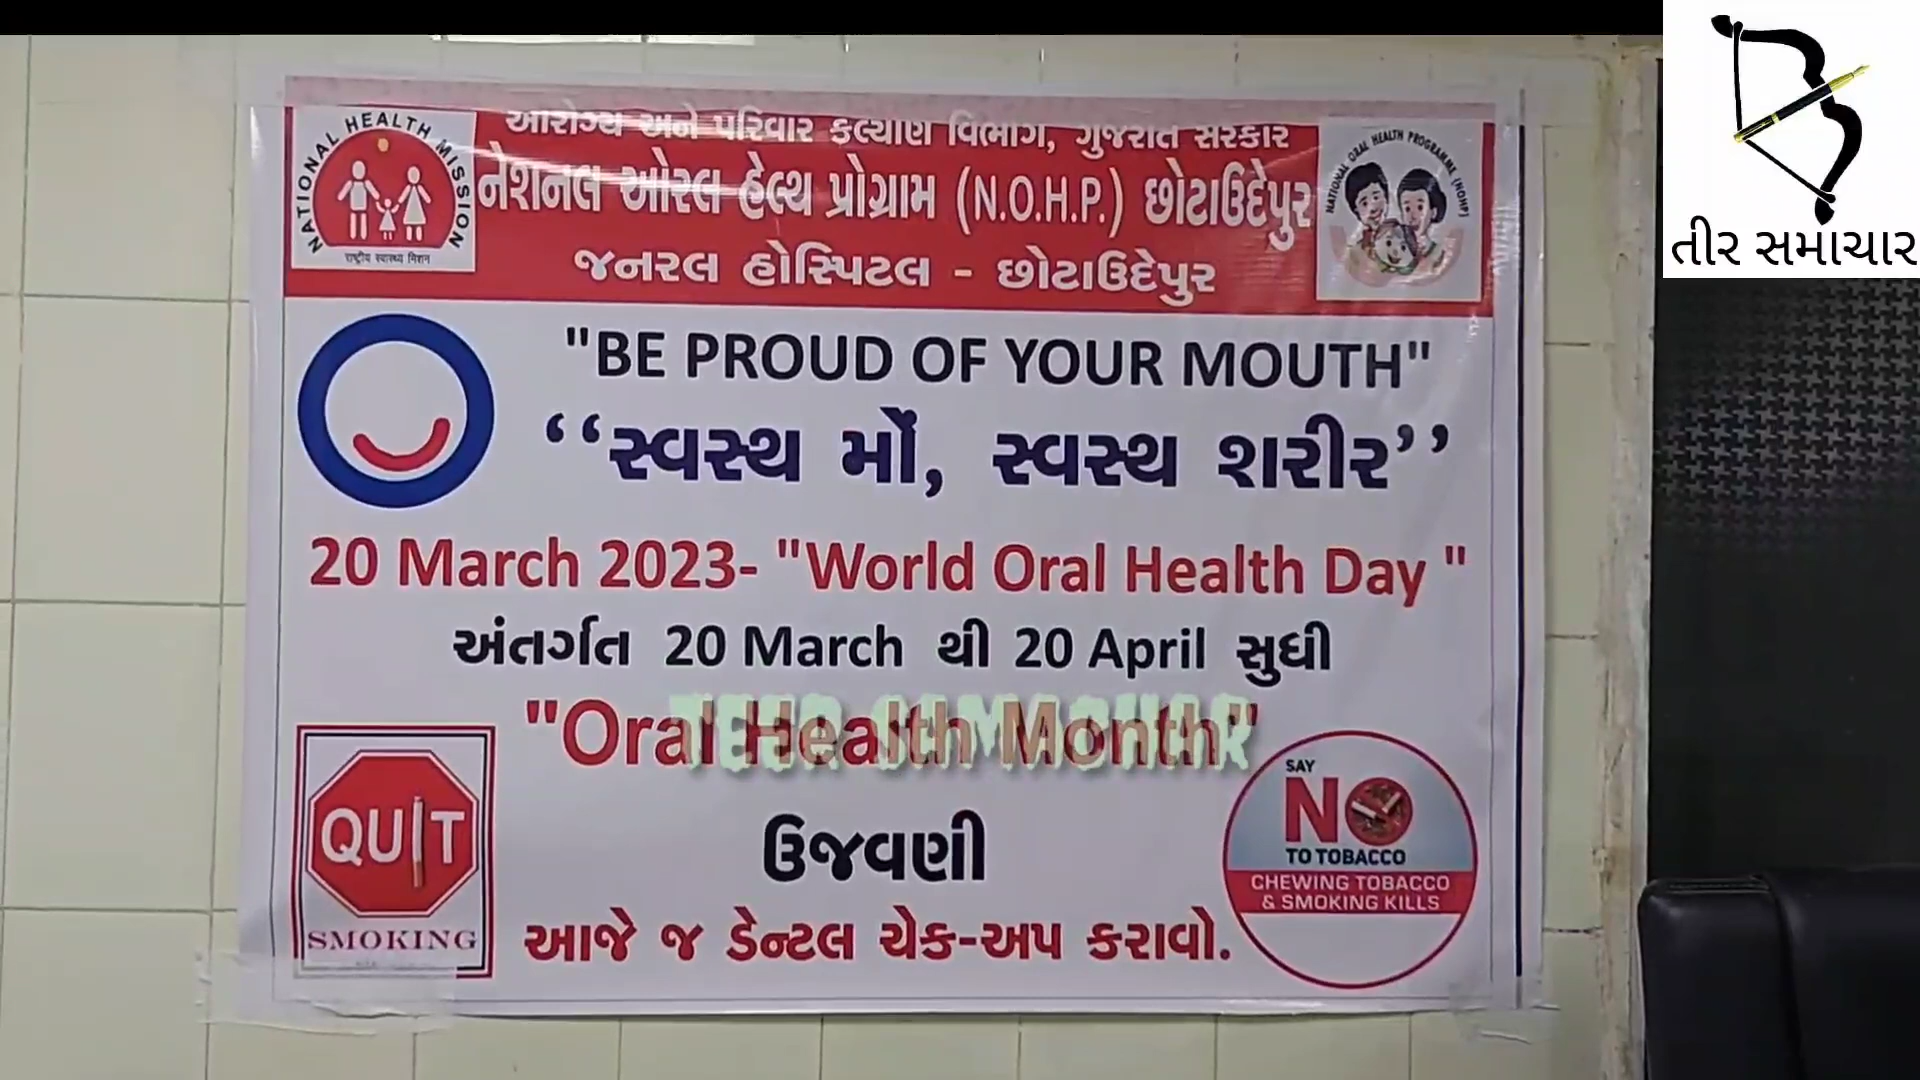 તીર સમાચાર
NATIONAL HEALTH MISSION
राष्ट्रीय स्वास्थ्य मिशन
આરોગ્ય અને પરિવાર કલ્યાણ વિભાગ, ગુજરાત સરકાર
નેશનલ ઓરલ હેલ્થ પ્રોગ્રામ (N.O.H.P.) છોટાઉદેપુર
જનરલ હોસ્પિટલ - છોટાઉદેપુર
NATIONAL ORAL HEALTH PROGRAMME (NOHP)
"BE PROUD OF YOUR MOUTH"
‘‘સ્વસ્થ મોં, સ્વસ્થ શરીર’’
20 March 2023- "World Oral Health Day "
અંતર્ગત 20 March થી 20 April સુધી
"Oral Health Month"
TEER SAMACHAR
ઉજવણી
આજે જ ડેન્ટલ ચેક-અપ કરાવો.
QUIT
SMOKING
SAY
NO
TO TOBACCO
CHEWING TOBACCO
& SMOKING KILLS